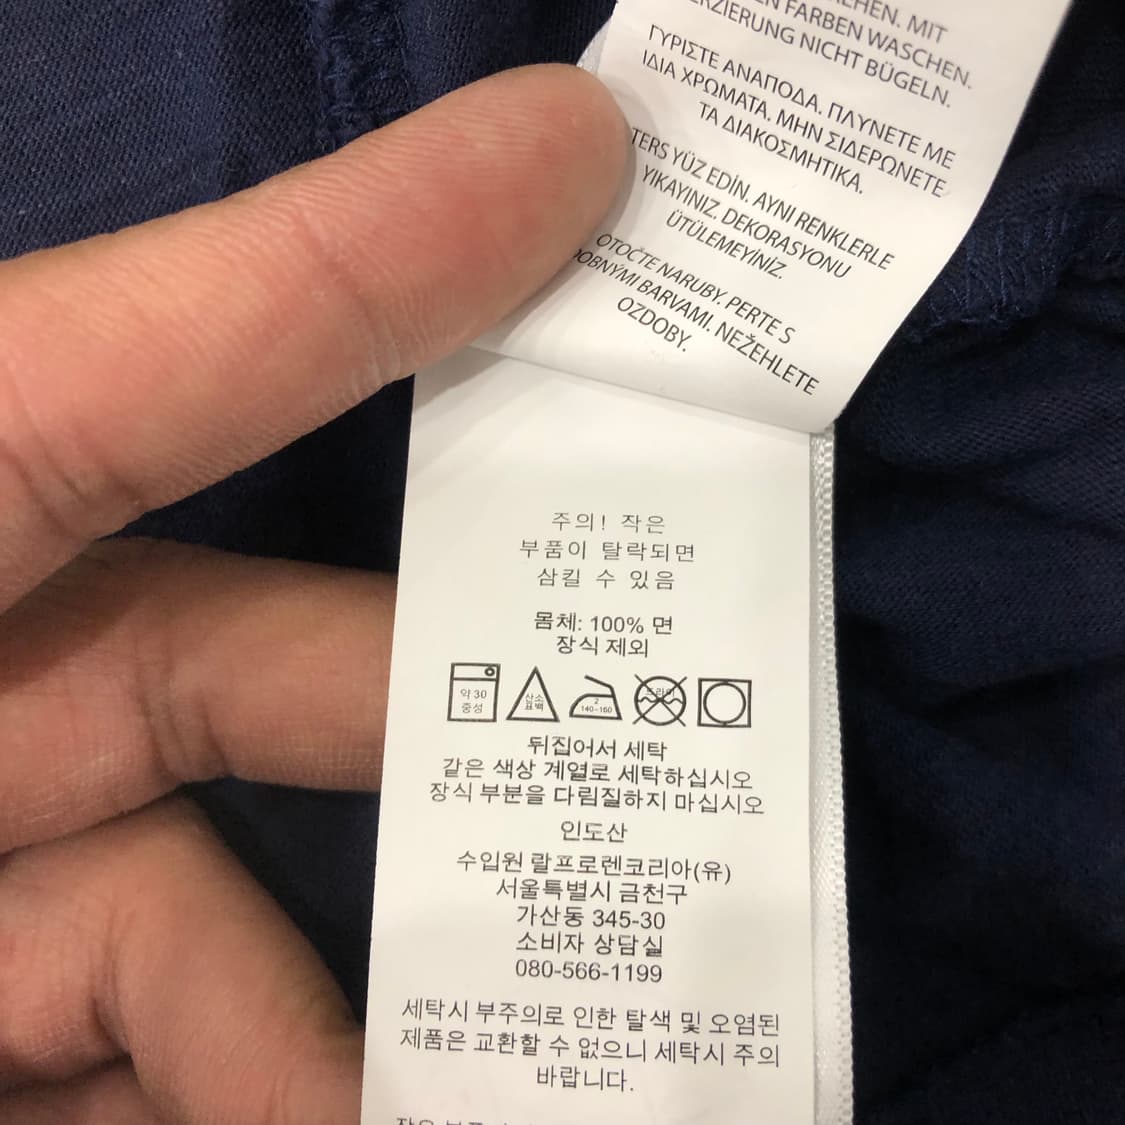 MIT
FARBEN WASCHEN.
NICHT BÜGELN.
ΓΥΡΙΣΤΕ ΑΝΑΠΟΔΑ. ΠΛΥΝΕΤΕ ΜΕ
ΙΔΙΑ ΧΡΩΜΑΤΑ. ΜΗΝ ΣΙΔΕΡΩΝΕΤΕ
ΤΑ ΔΙΑΚΟΣΜΗΤΙΚΑ.
TERS YÜZ EDİN. AYNI RENKLERLE
YIKAYINIZ. DEKORASYONU
ÜTÜLEMEYİNİZ.
OTOČTE NARUBY. PERTE S
BARVAMI. NEŽEHLETE
OZDOBY.
주의! 작은
부품이 탈락되면
삼킬 수 있음
몸체: 100% 면
장식 제외
약 30
중성
산소
표백
2
140~160
드라이
뒤집어서 세탁
같은 색상 계열로 세탁하십시오
장식 부분을 다림질하지 마십시오
인도산
수입원 랄프로렌코리아(유)
서울특별시 금천구
가산동 345-30
소비자 상담실
080-566-1199
세탁시 부주의로 인한 탈색 및 오염된
제품은 교환할 수 없으니 세탁시 주의
바랍니다.